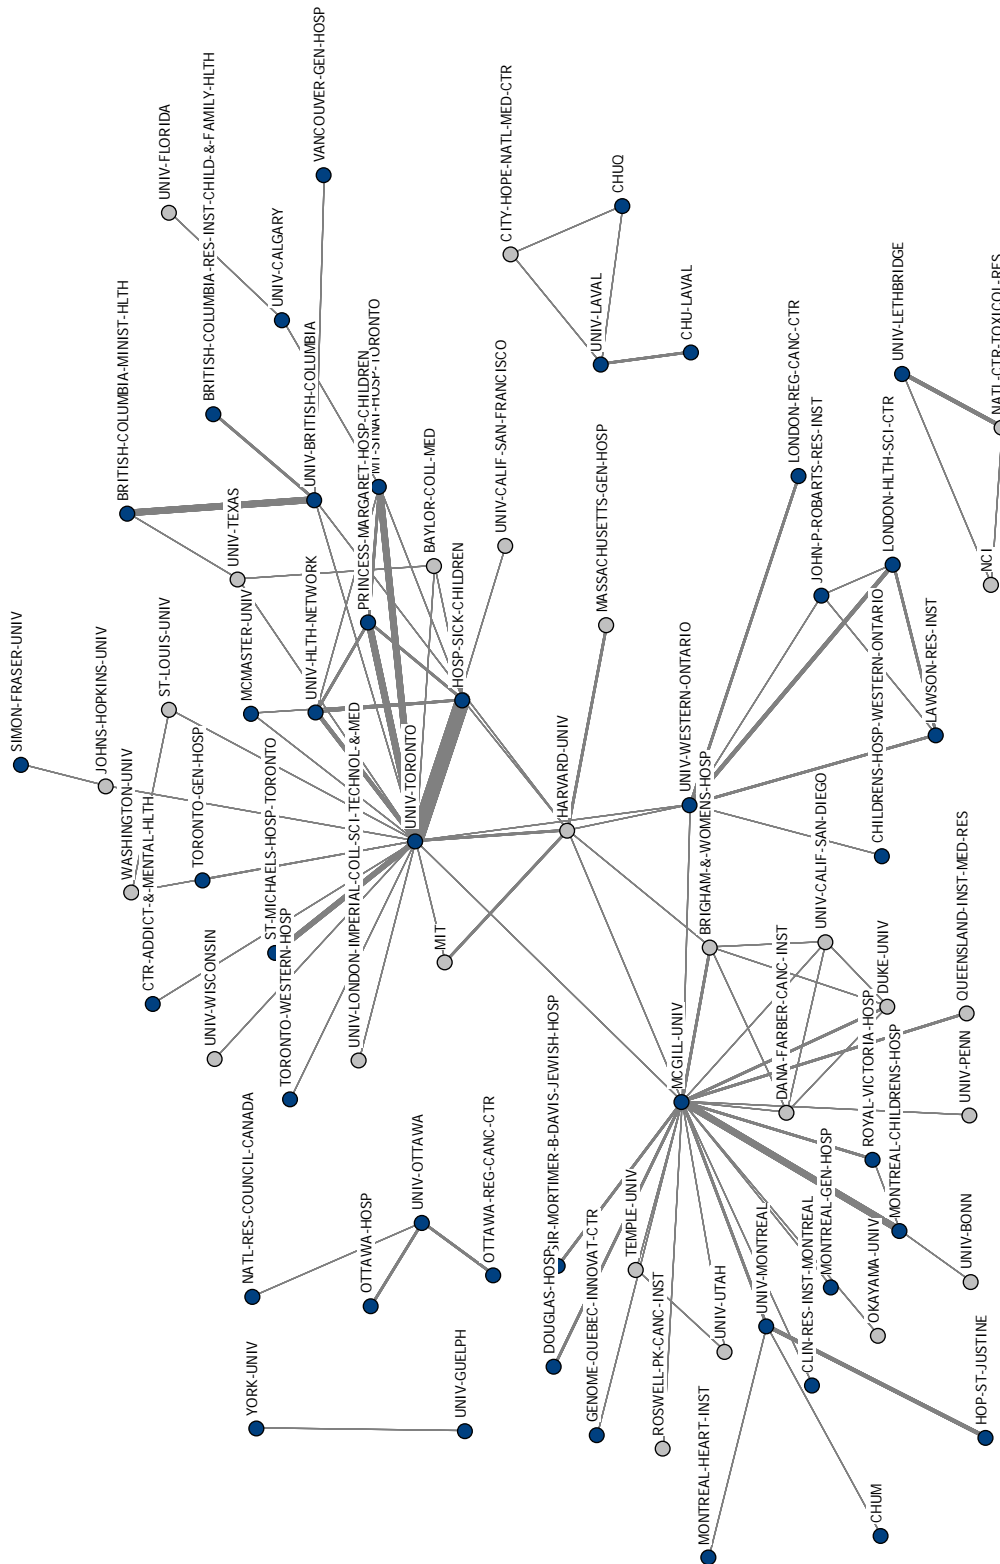 VANCOUVER-GEN-HOSP
BRITISH-COLUMBIA-RES-INST-CHILD-&-FAMILY-HLTH
UNIV-FLORIDA
CITY-HOPE-NATL-MED-CTR
CHUQ
UNIV-CALGARY
BRITISH-COLUMBIA-MINIST-HLTH
UNIV-BRITISH-COLUMBIA
MT-SINAI-HOSP-TORONTO
UNIV-LAVAL
CHU-LAVAL
UNIV-LETHBRIDGE
NATL-CTR-TOXICOL-RES
LONDON-REG-CANC-CTR
PRINCESS-MARGARET-HOSP-CHILDREN
UNIV-CALIF-SAN-FRANCISCO
BAYLOR-COLL-MED
UNIV-TEXAS
MASSACHUSETTS-GEN-HOSP
JOHN-P-ROBARTS-RES-INST
LONDON-HLTH-SCI-CTR
NCI
SIMON-FRASER-UNIV
JOHNS-HOPKINS-UNIV
ST-LOUIS-UNIV
MCMASTER-UNIV
UNIV-HLTH-NETWORK
HOSP-SICK-CHILDREN
UNIV-WESTERN-ONTARIO
CHILDRENS-HOSP-WESTERN-ONTARIO
LAWSON-RES-INST
WASHINGTON-UNIV
TORONTO-GEN-HOSP
CTR-ADDICT-&-MENTAL-HLTH
ST-MICHAELS-HOSP-TORONTO
UNIV-LONDON-IMPERIAL-COLL-SCI-TECHNOL-&-MED
UNIV-TORONTO
HARVARD-UNIV
BRIGHAM-&-WOMENS-HOSP
UNIV-CALIF-SAN-DIEGO
UNIV-WISCONSIN
TORONTO-WESTERN-HOSP
MIT
DUKE-UNIV
QUEENSLAND-INST-MED-RES
DANA-FARBER-CANC-INST
MCGILL-UNIV
SIR-MORTIMER-B-DAVIS-JEWISH-HOSP
ROYAL-VICTORIA-HOSP
UNIV-PENN
NATL-RES-COUNCIL-CANADA
OTTAWA-HOSP
UNIV-OTTAWA
OTTAWA-REG-CANC-CTR
MONTREAL-CHILDRENS-HOSP
MONTREAL-GEN-HOSP
TEMPLE-UNIV
GENOME-QUEBEC-INNOVAT-CTR
DOUGLAS-HOSP
ROSWELL-PK-CANC-INST
UNIV-UTAH
UNIV-MONTREAL
CLIN-RES-INST-MONTREAL
OKAYAMA-UNIV
UNIV-BONN
YORK-UNIV
UNIV-GUELPH
MONTREAL-HEART-INST
HOP-ST-JUSTINE
CHUM